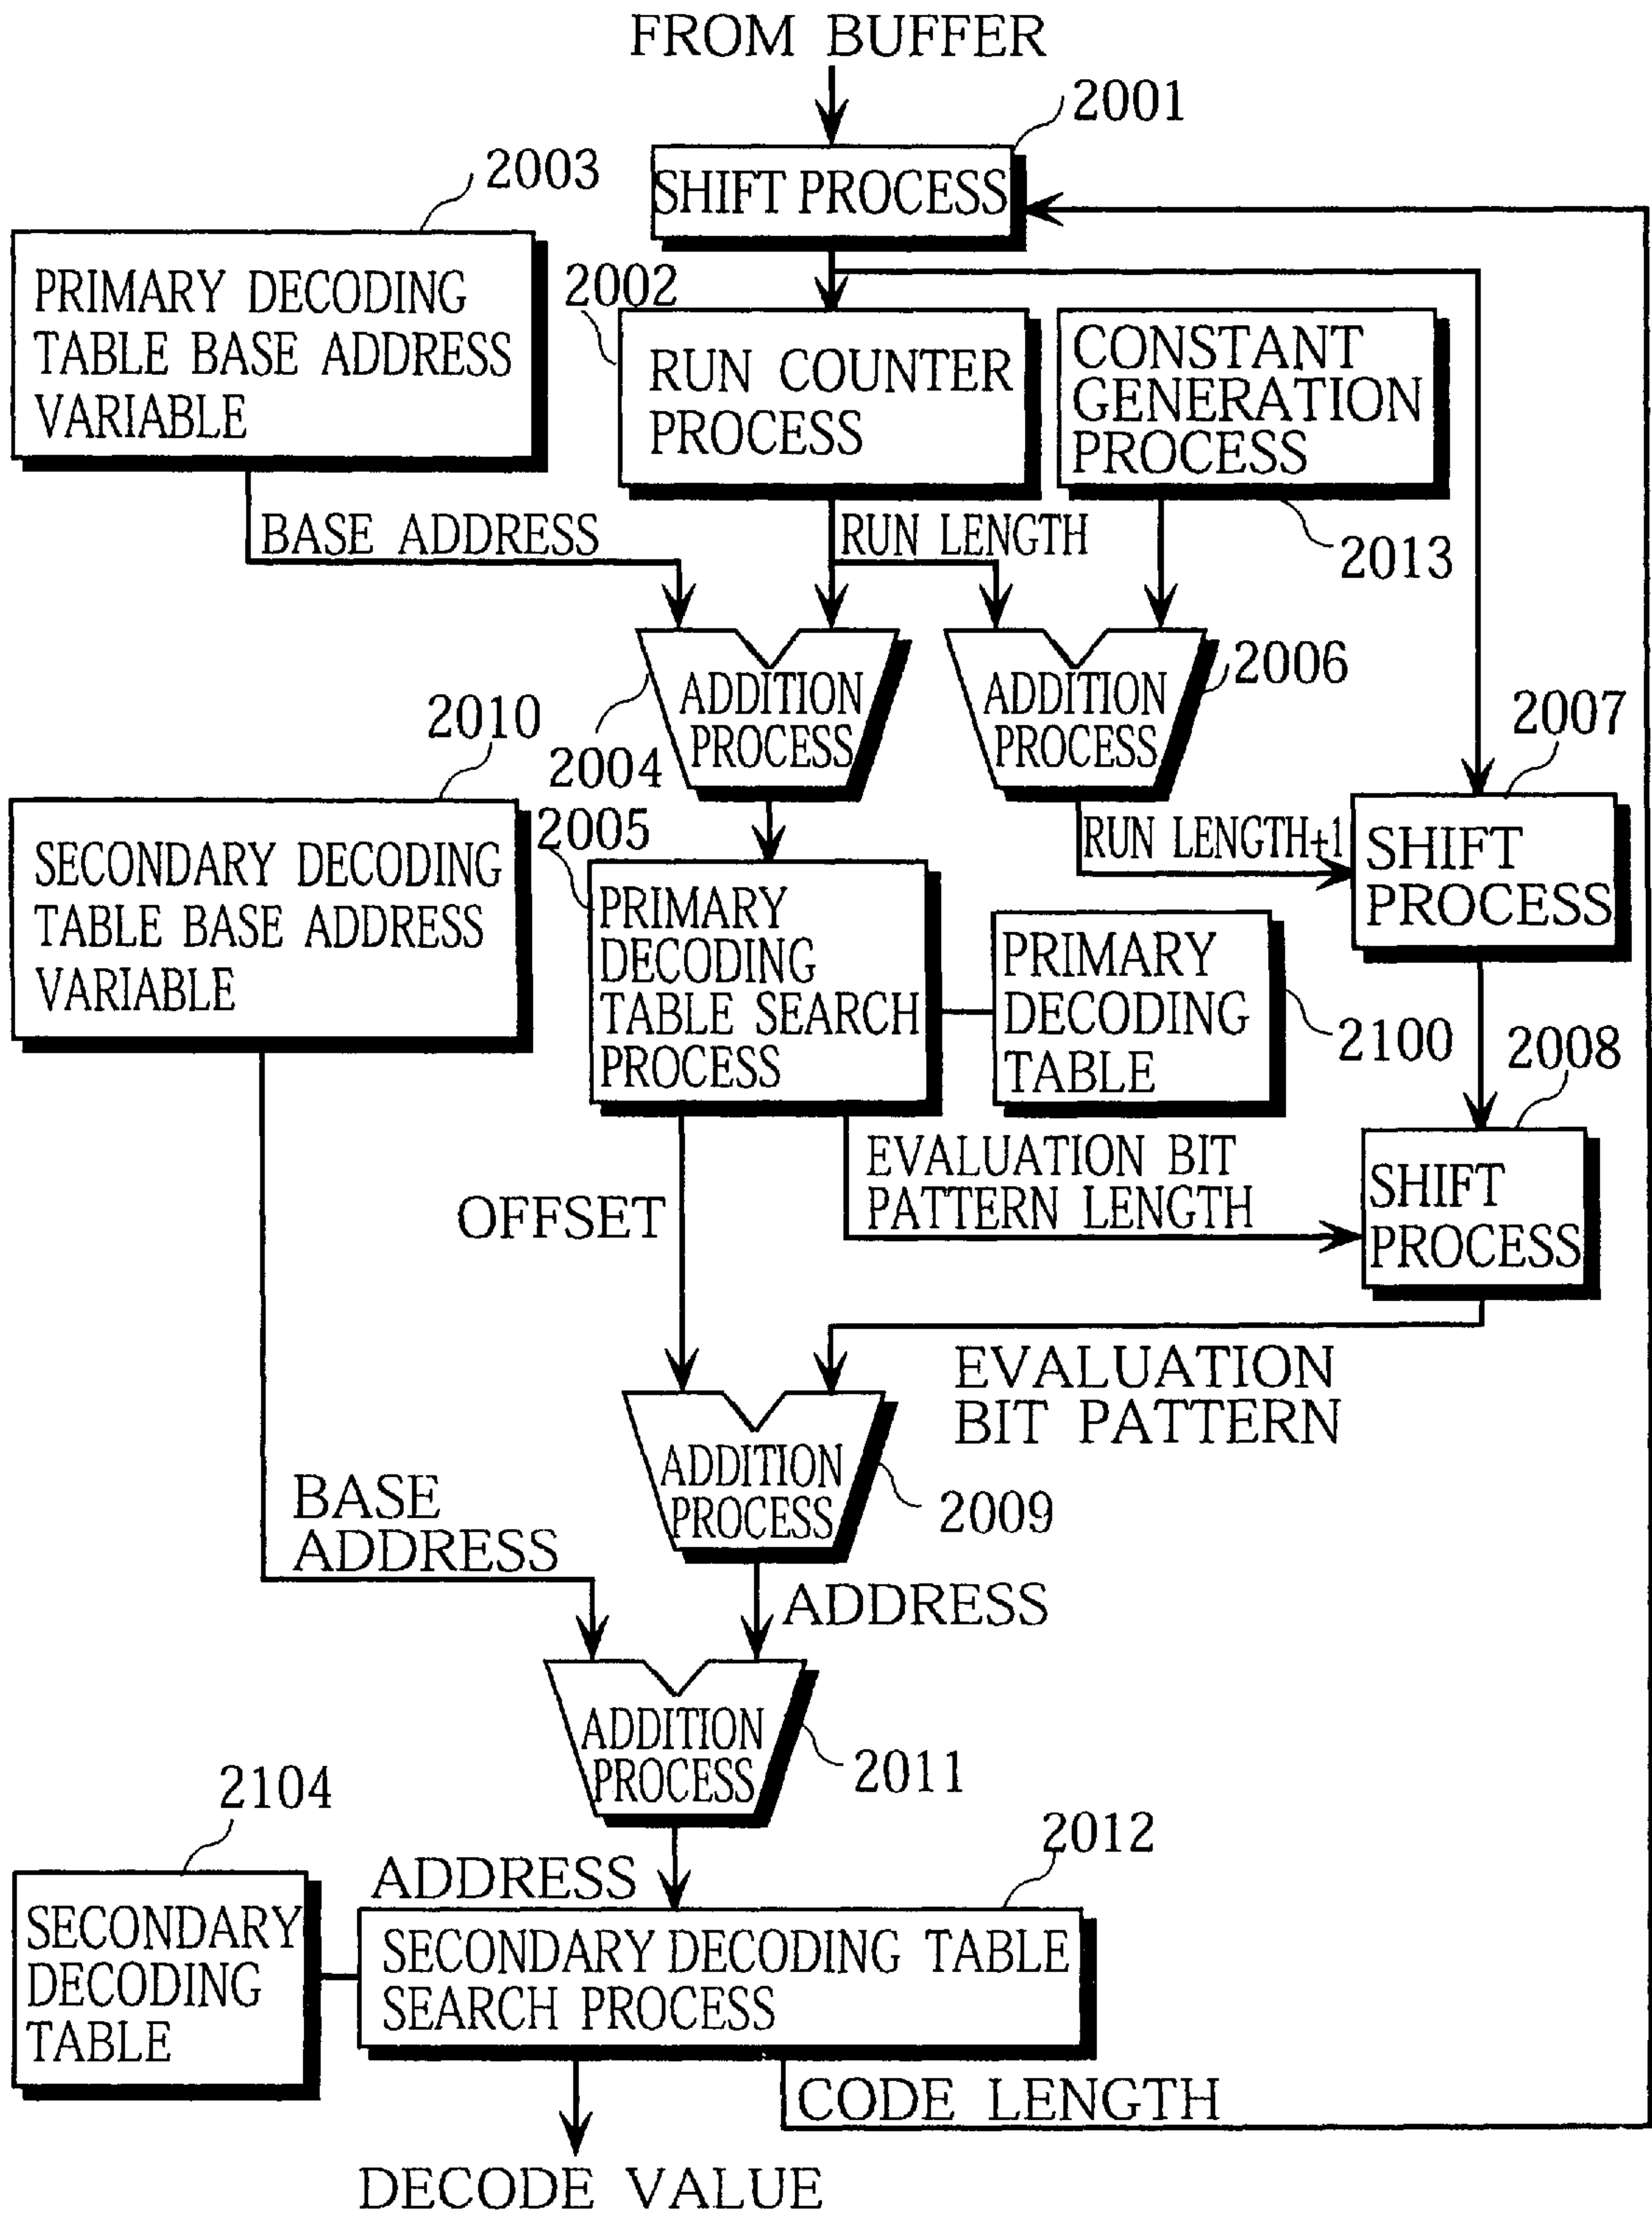 FROM BUFFER
2001
SHIFT PROCESS
2003
PRIMARY DECODING
TABLE BASE ADDRESS
VARIABLE
2002
RUN COUNTER
PROCESS
CONSTANT
GENERATION
PROCESS
BASE ADDRESS
RUN LENGTH
2013
ADDITION
PROCESS
2004
ADDITION
PROCESS
2006
2007
2010
SECONDARY DECODING
TABLE BASE ADDRESS
VARIABLE
2005
PRIMARY
DECODING
TABLE SEARCH
PROCESS
RUN LENGTH+1
SHIFT
PROCESS
PRIMARY
DECODING
TABLE
2100
2008
EVALUATION BIT
PATTERN LENGTH
OFFSET
SHIFT
PROCESS
EVALUATION
BIT PATTERN
ADDITION
PROCESS
2009
BASE
ADDRESS
ADDRESS
ADDITION
PROCESS
2011
2104
SECONDARY
DECODING
TABLE
ADDRESS
2012
SECONDARY DECODING TABLE
SEARCH PROCESS
CODE LENGTH
DECODE VALUE